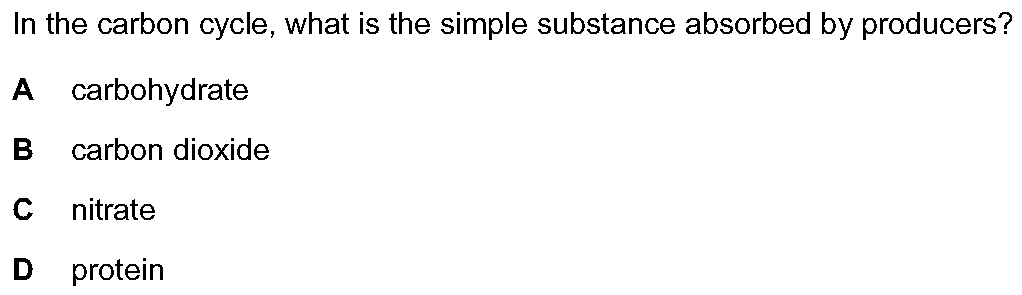 In the carbon cycle, what is the simple substance absorbed by producers?
A carbohydrate
B carbon dioxide
C nitrate
D protein